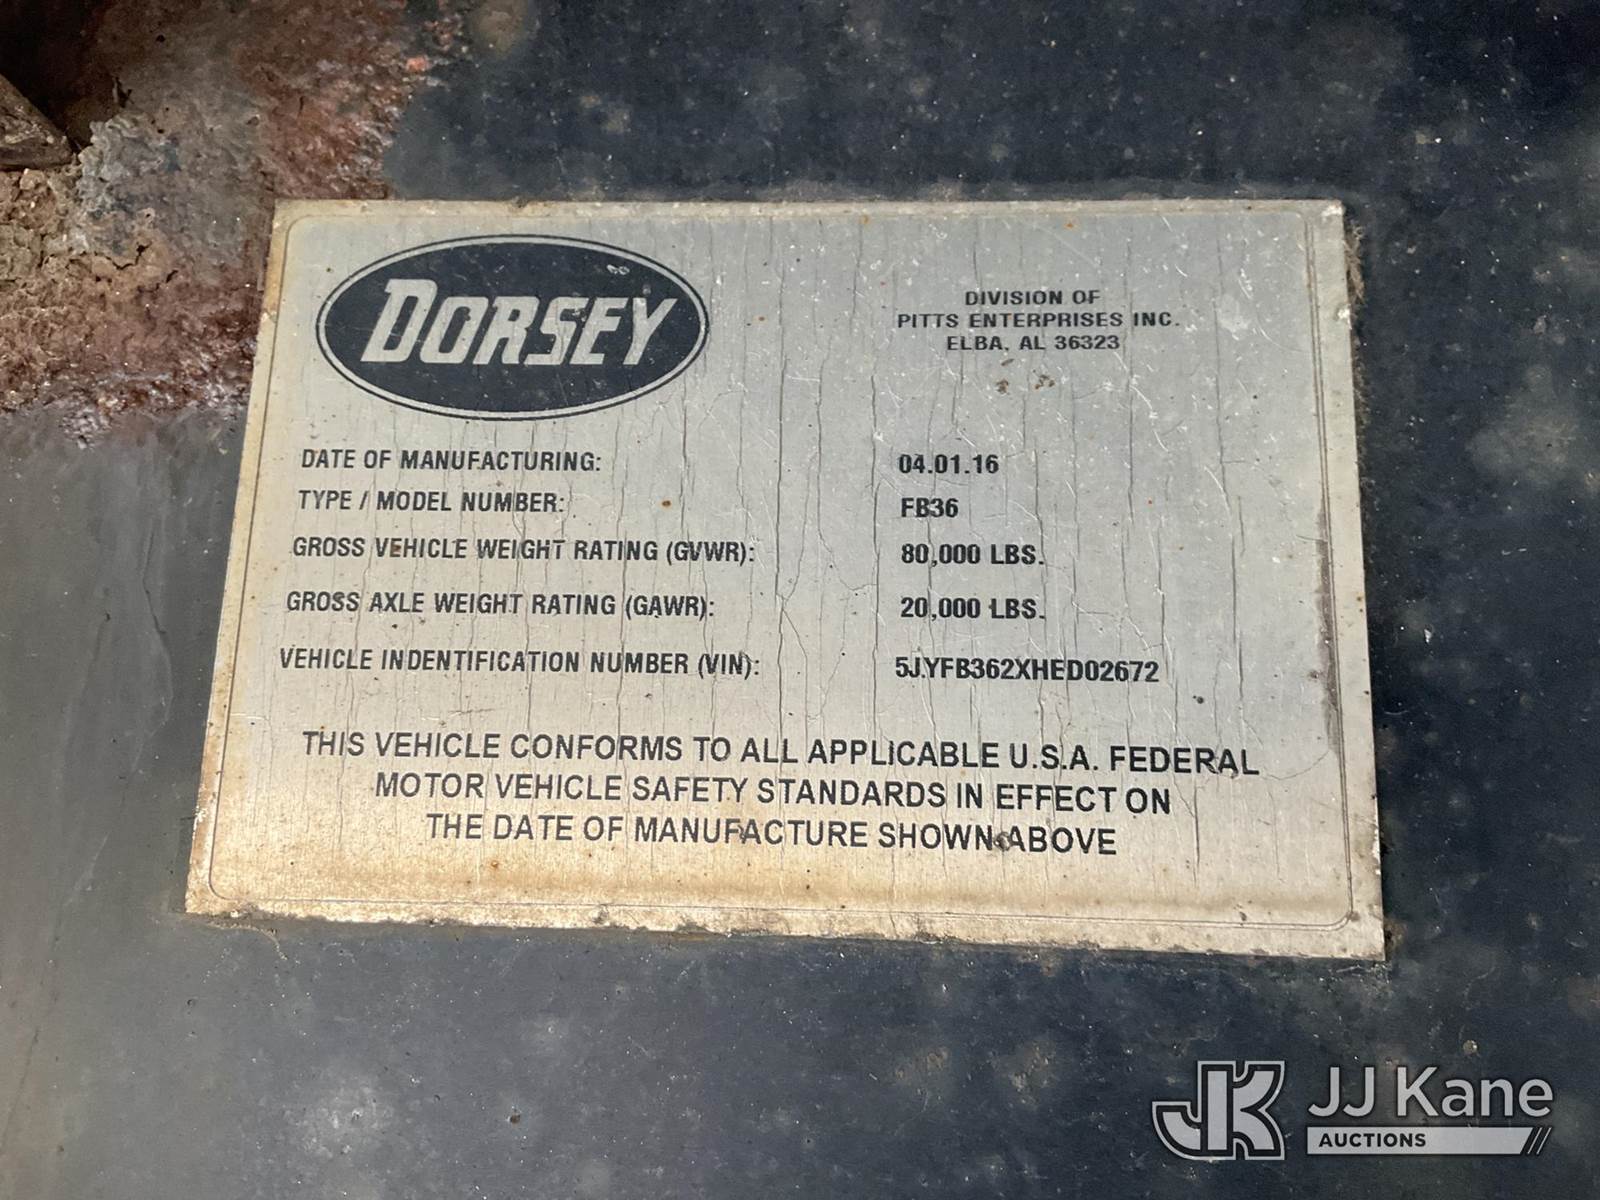 DORSEY
DIVISION OF
PITTS ENTERPRISES INC.
ELBA, AL 36323
DATE OF MANUFACTURING: 04.01.16
TYPE / MODEL NUMBER: FB36
GROSS VEHICLE WEIGHT RATING (GVWR): 80,000 LBS.
GROSS AXLE WEIGHT RATING (GAWR): 20,000 LBS.
VEHICLE INDENTIFICATION NUMBER (VIN): 5JYFB362XHED02672
THIS VEHICLE CONFORMS TO ALL APPLICABLE U.S.A. FEDERAL
MOTOR VEHICLE SAFETY STANDARDS IN EFFECT ON
THE DATE OF MANUFACTURE SHOWN ABOVE
JK JJ Kane
AUCTIONS